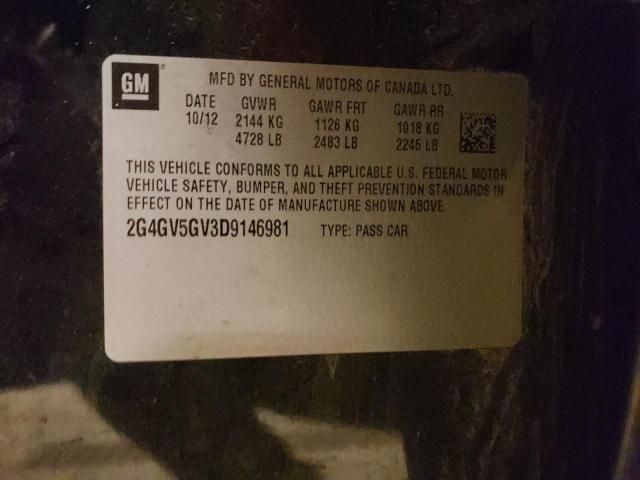 GM
MFD BY GENERAL MOTORS OF CANADA LTD.
DATE GVWR GAWR FRT GAWR RR
10/12 2144 KG 1126 KG 1018 KG
4728 LB 2483 LB 2245 LB
THIS VEHICLE CONFORMS TO ALL APPLICABLE U.S. FEDERAL MOTOR
VEHICLE SAFETY, BUMPER, AND THEFT PREVENTION STANDARDS IN
EFFECT ON THE DATE OF MANUFACTURE SHOWN ABOVE.
2G4GV5GV3D9146981 TYPE: PASS CAR